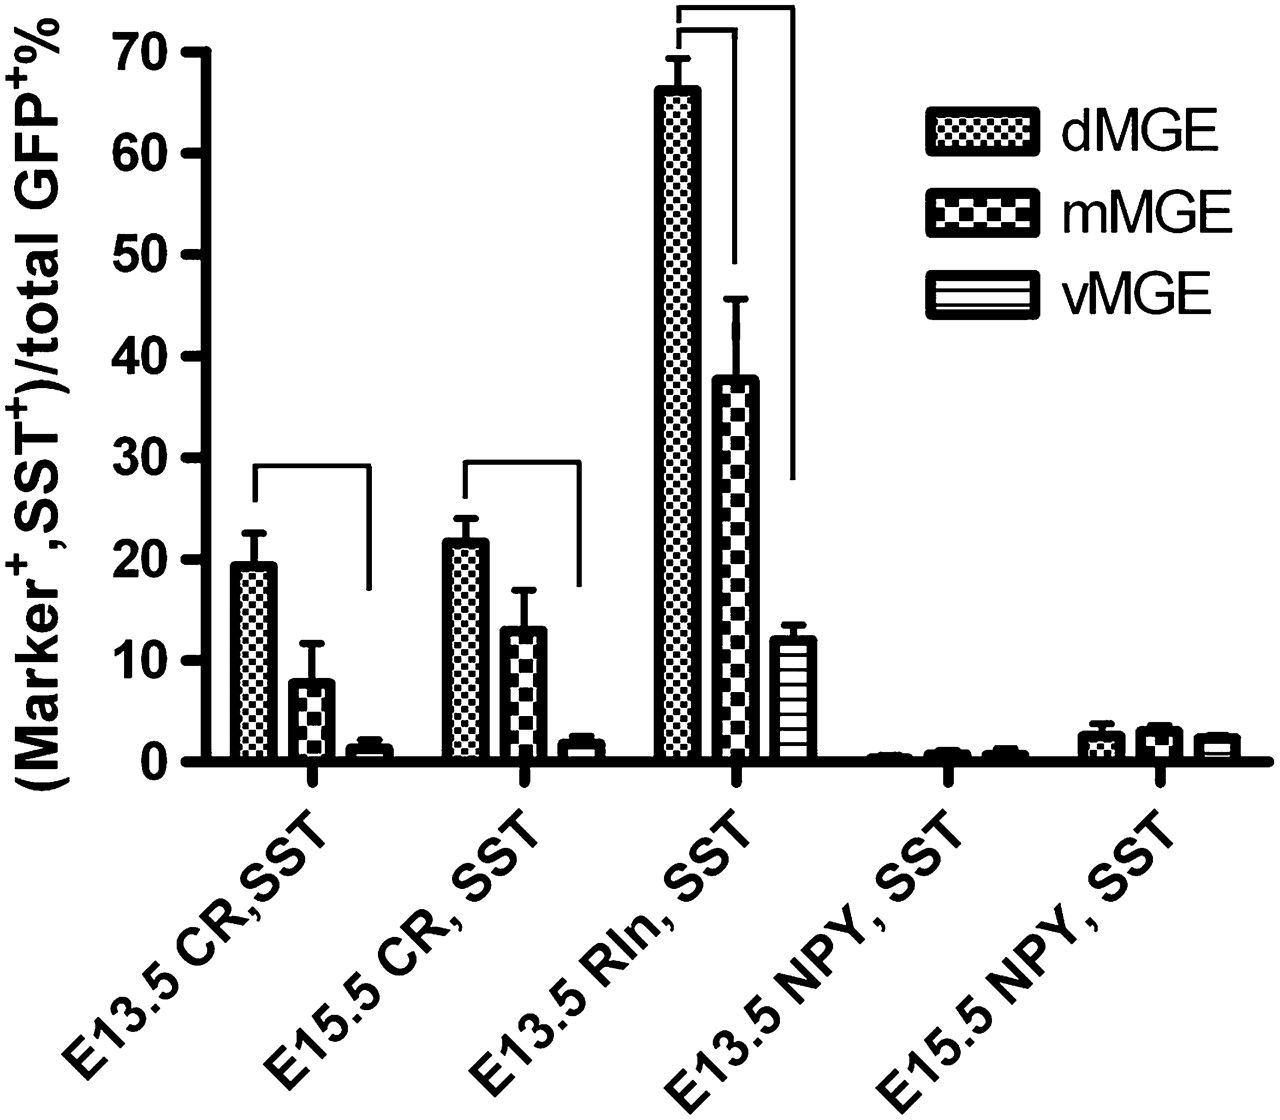 (Marker⁺,SST⁺)/total GFP⁺%
70
60
50
40
30
20
10
0
dMGE
mMGE
vMGE
E13.5 CR,SST
E15.5 CR, SST
E13.5 Rln, SST
E13.5 NPY, SST
E15.5 NPY, SST